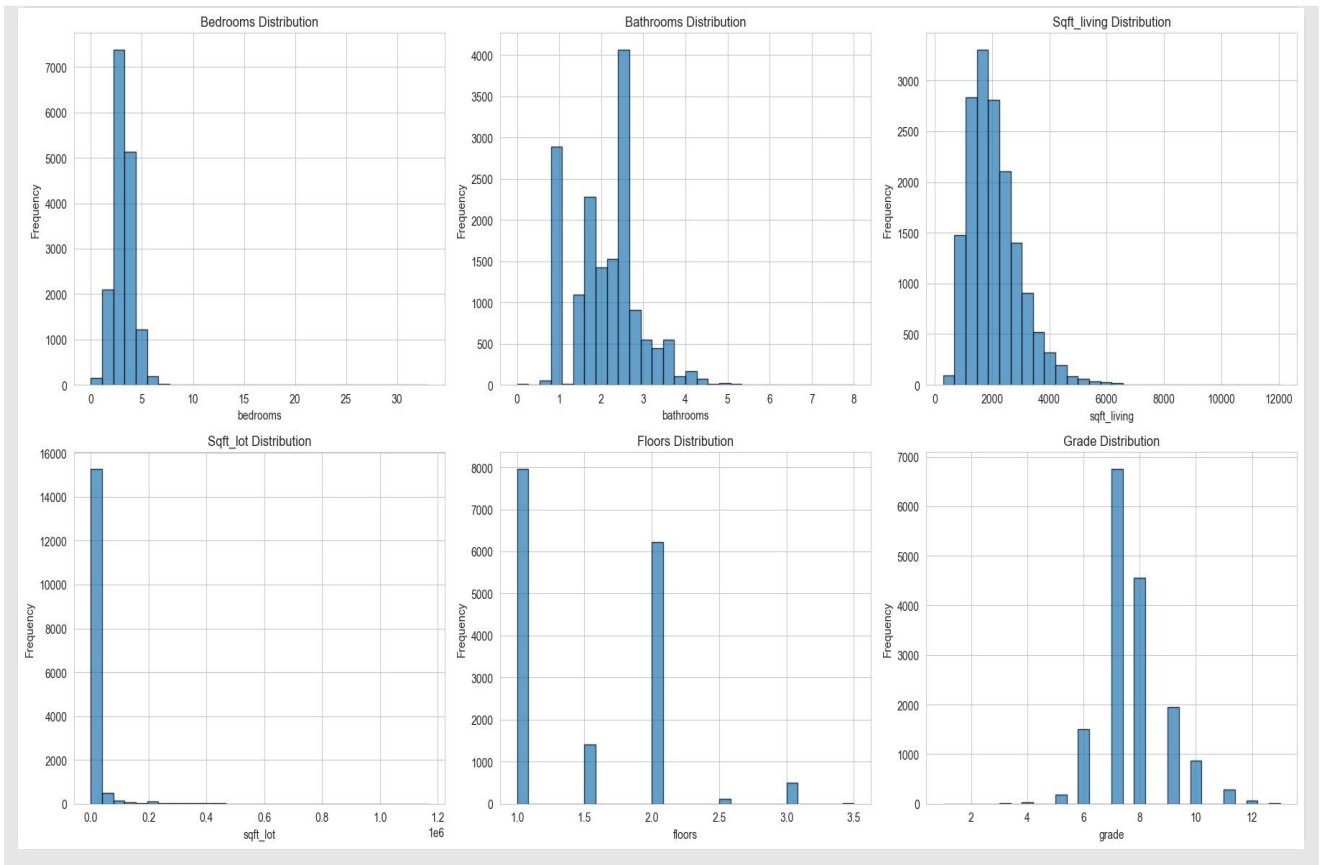 Bedrooms Distribution
7000
6000
5000
4000
3000
2000
1000
0
Frequency
0 5 10 15 20 25 30
bedrooms
Bathrooms Distribution
4000
3500
3000
2500
2000
1500
1000
500
0
Frequency
0 1 2 3 4 5 6 7 8
bathrooms
Sqft_living Distribution
3000
2500
2000
1500
1000
500
0
Frequency
0 2000 4000 6000 8000 10000 12000
sqft_living
Sqft_lot Distribution
16000
14000
12000
10000
8000
6000
4000
2000
0
Frequency
0.0 0.2 0.4 0.6 0.8 1.0 1.2
1e6
sqft_lot
Floors Distribution
8000
7000
6000
5000
4000
3000
2000
1000
0
Frequency
1.0 1.5 2.0 2.5 3.0 3.5
floors
Grade Distribution
7000
6000
5000
4000
3000
2000
1000
0
Frequency
2 4 6 8 10 12
grade